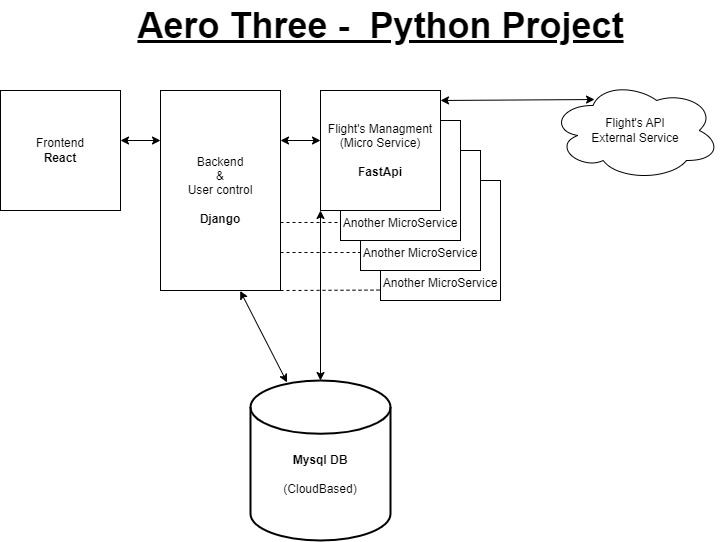 Aero Three -  Python Project
Frontend
React
Backend
&
User control
Django
Flight's Managment
(Micro Service)
FastApi
Another MicroService
Another MicroService
Another MicroService
Flight's API
External Service
Mysql DB
(CloudBased)